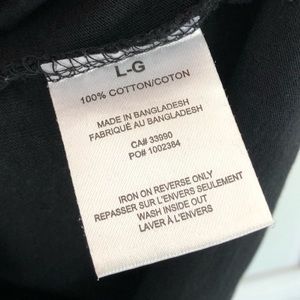 L-G
100% COTTON/COTON
MADE IN BANGLADESH
FABRIQUÉ AU BANGLADESH
CA# 33990
PO# 1002384
IRON ON REVERSE ONLY
REPASSER SUR L'ENVERS SEULEMENT
WASH INSIDE OUT
LAVER À L'ENVERS